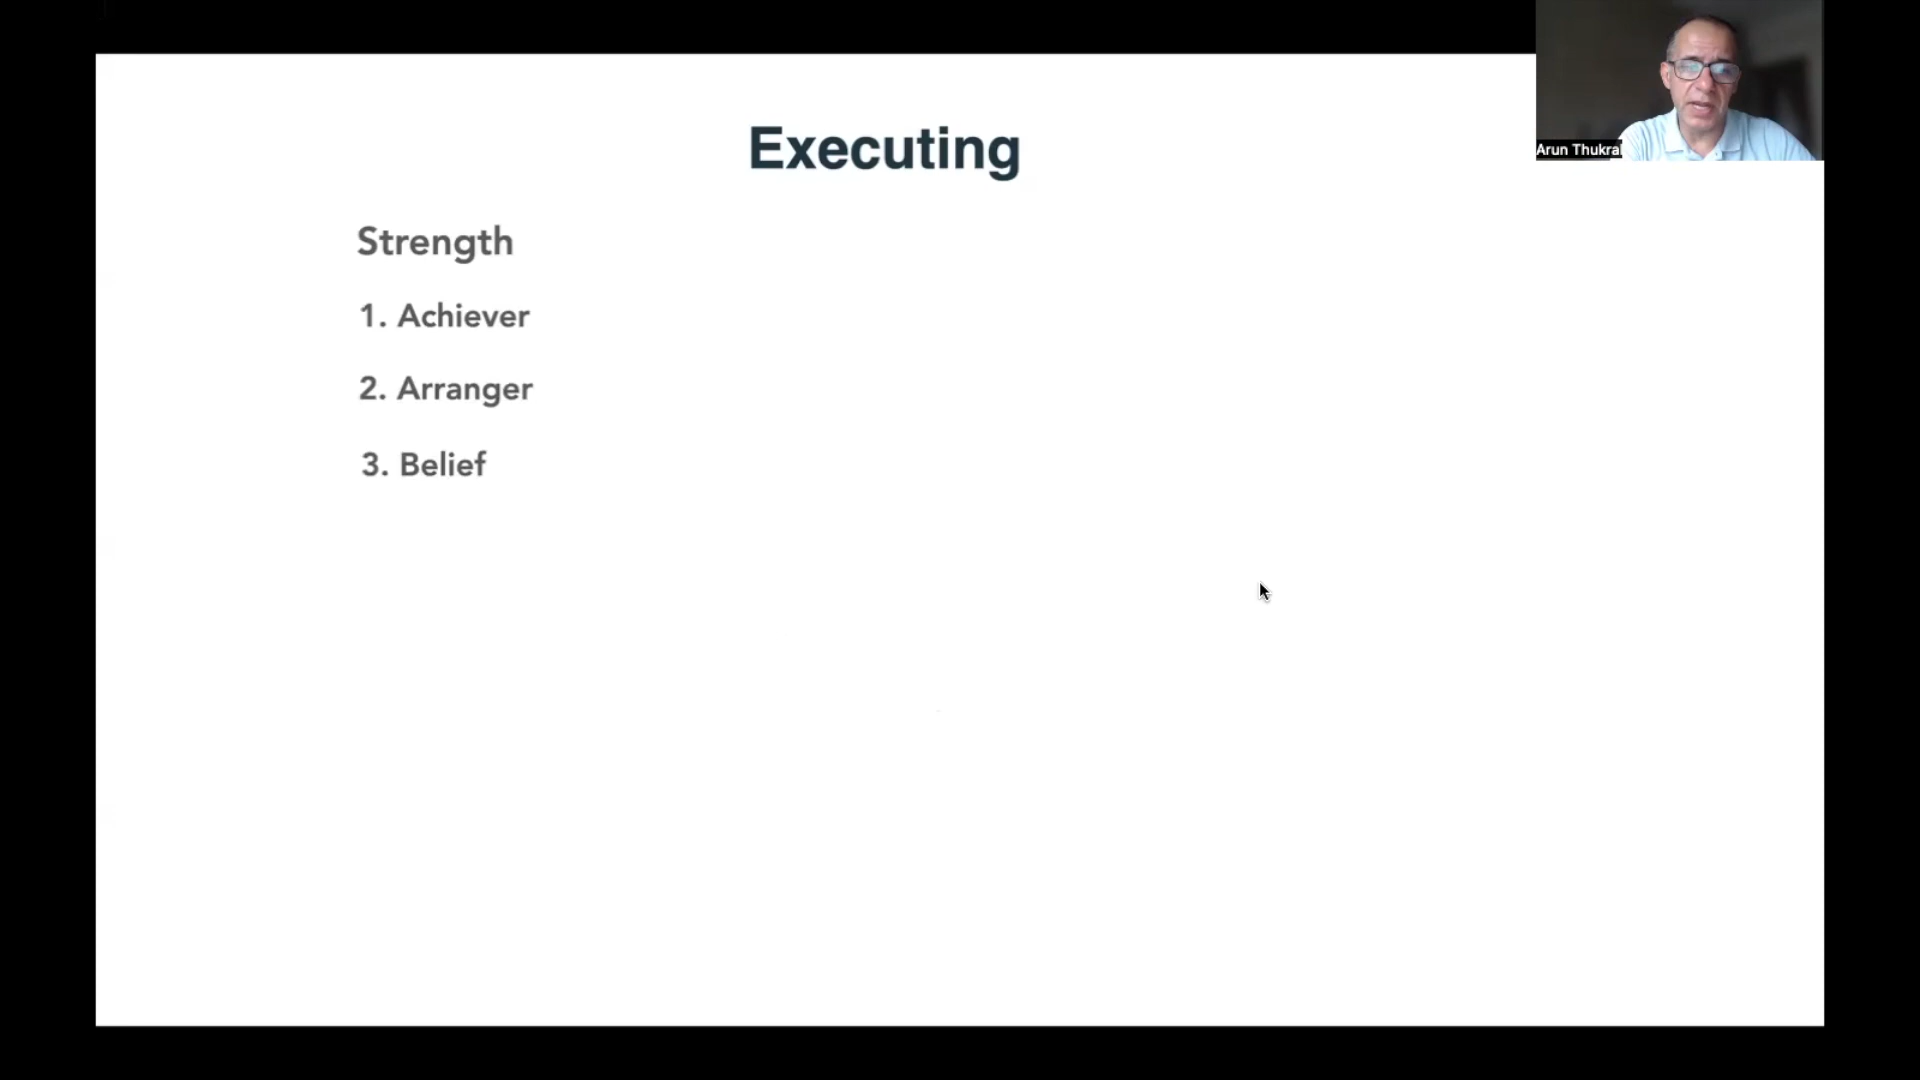 Executing
Arun Thukral
Strength
1. Achiever
2. Arranger
3. Belief